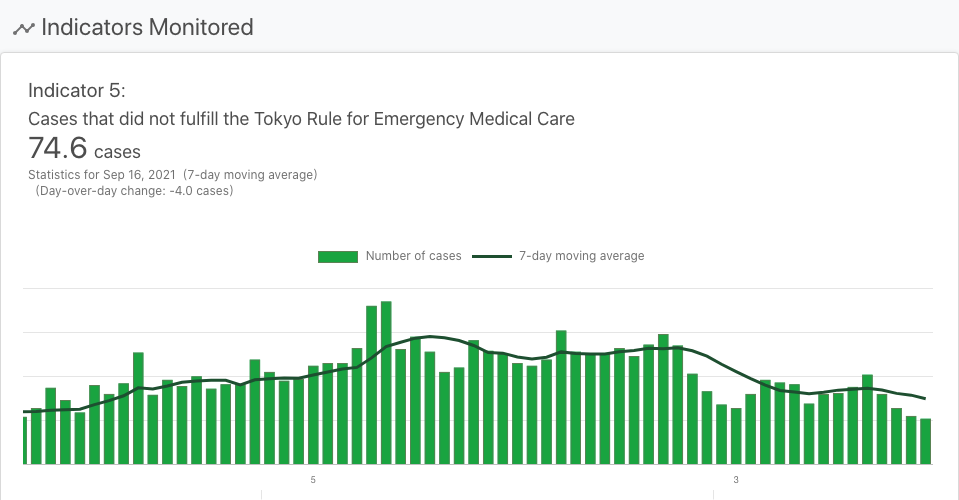 Indicators Monitored
Indicator 5:
Cases that did not fulfill the Tokyo Rule for Emergency Medical Care
74.6 cases
Statistics for Sep 16, 2021 (7-day moving average)
(Day-over-day change: -4.0 cases)
Number of cases 7-day moving average
5 3